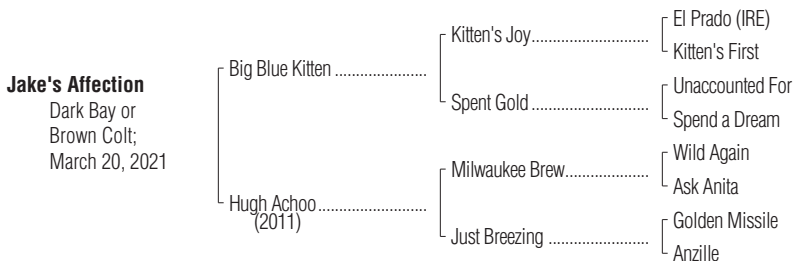 Jake's Affection
Dark Bay or
Brown Colt;
March 20, 2021
Big Blue Kitten ......................
Hugh Achoo..........................
(2011)
Kitten's Joy............................
Spent Gold ............................
Milwaukee Brew....................
Just Breezing ........................
El Prado (IRE)
Kitten's First
Unaccounted For
Spend a Dream
Wild Again
Ask Anita
Golden Missile
Anzille